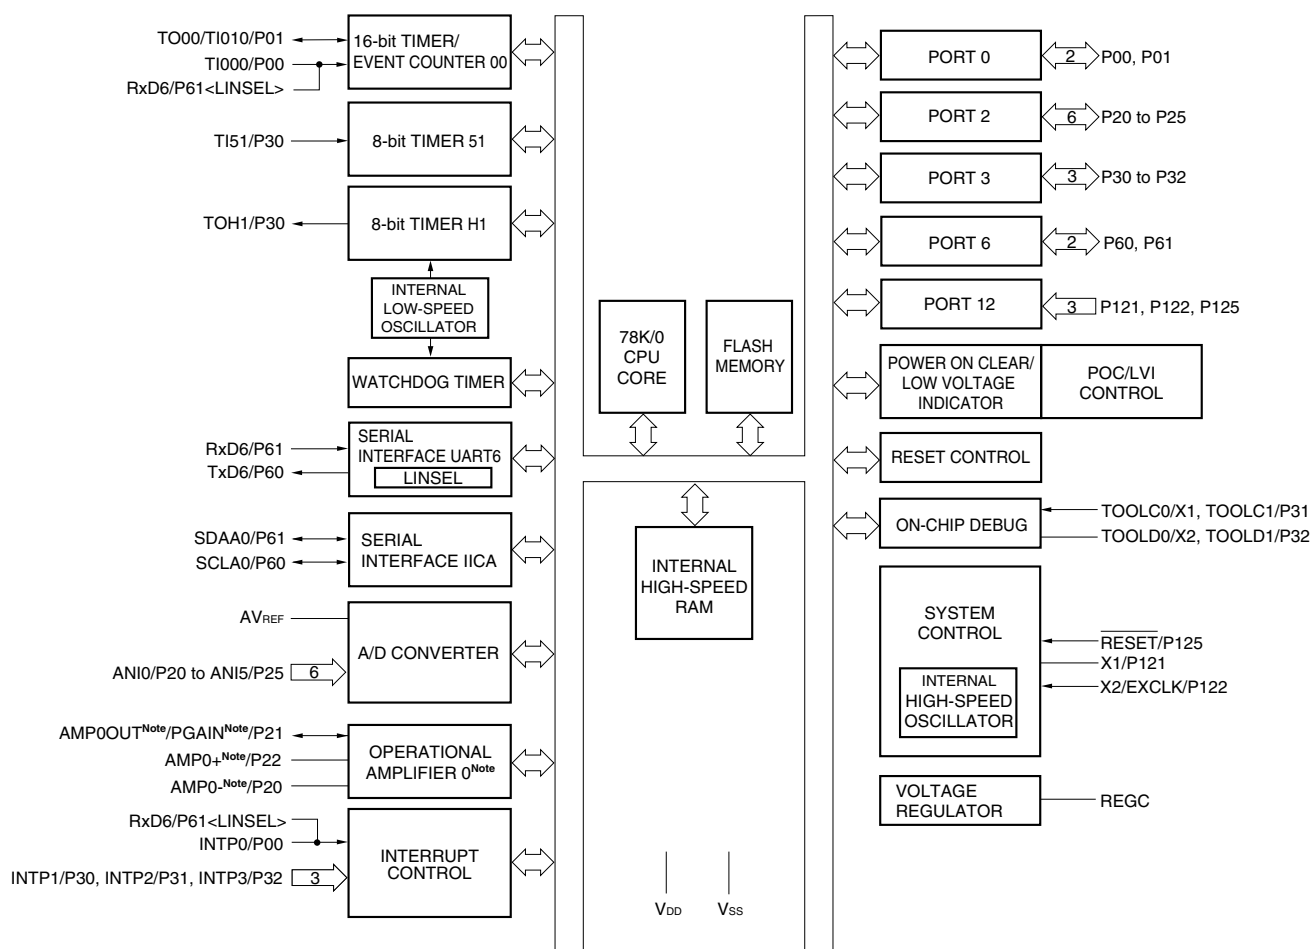 TO00/TI010/P01
TI000/P00
RxD6/P61<LINSEL>
16-bit TIMER/
EVENT COUNTER 00
TI51/P30
8-bit TIMER 51
TOH1/P30
8-bit TIMER H1
INTERNAL
LOW-SPEED
OSCILLATOR
WATCHDOG TIMER
RxD6/P61
TxD6/P60
SERIAL
INTERFACE UART6
LINSEL
SDAA0/P61
SCLA0/P60
SERIAL
INTERFACE IICA
AVREF
ANI0/P20 to ANI5/P25
6
A/D CONVERTER
AMP0OUTNote/PGAINNote/P21
AMP0+Note/P22
AMP0-Note/P20
OPERATIONAL
AMPLIFIER 0Note
RxD6/P61<LINSEL>
INTP0/P00
INTP1/P30, INTP2/P31, INTP3/P32
3
INTERRUPT
CONTROL
78K/0
CPU
CORE
FLASH
MEMORY
INTERNAL
HIGH-SPEED
RAM
VDD
VSS
PORT 0
2
P00, P01
PORT 2
6
P20 to P25
PORT 3
3
P30 to P32
PORT 6
2
P60, P61
PORT 12
3
P121, P122, P125
POWER ON CLEAR/
LOW VOLTAGE
INDICATOR
POC/LVI
CONTROL
RESET CONTROL
ON-CHIP DEBUG
TOOLC0/X1, TOOLC1/P31
TOOLD0/X2, TOOLD1/P32
SYSTEM
CONTROL
INTERNAL
HIGH-SPEED
OSCILLATOR
RESET/P125
X1/P121
X2/EXCLK/P122
VOLTAGE
REGULATOR
REGC